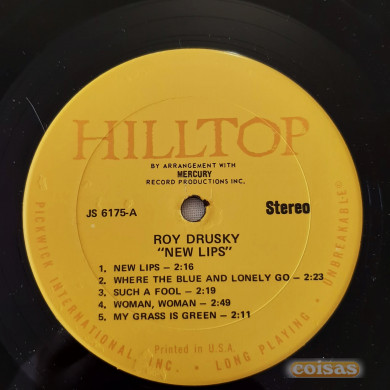 HILLTOP
BY ARRANGEMENT WITH
MERCURY
RECORD PRODUCTIONS INC.
JS 6175-A
Stereo
ROY DRUSKY
"NEW LIPS"
1. NEW LIPS – 2:16
2. WHERE THE BLUE AND LONELY GO – 2:23
3. SUCH A FOOL – 2:19
4. WOMAN, WOMAN – 2:49
5. MY GRASS IS GREEN – 2:11
Printed in U.S.A.
PICKWICK INTERNATIONAL, INC. • LONG PLAYING • UNBREAKABLE
coisas